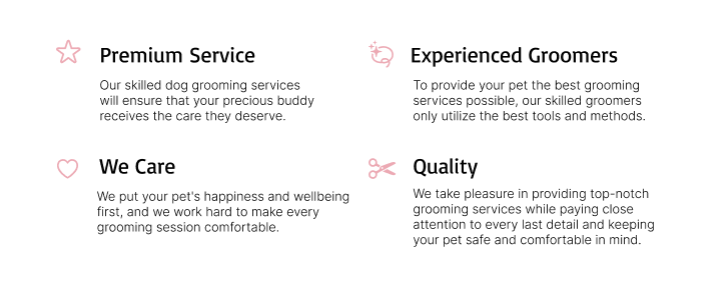 Premium Service
Our skilled dog grooming services
will ensure that your precious buddy
receives the care they deserve.
Experienced Groomers
To provide your pet the best grooming
services possible, our skilled groomers
only utilize the best tools and methods.
We Care
We put your pet's happiness and wellbeing
first, and we work hard to make every
grooming session comfortable.
Quality
We take pleasure in providing top-notch
grooming services while paying close
attention to every last detail and keeping
your pet safe and comfortable in mind.